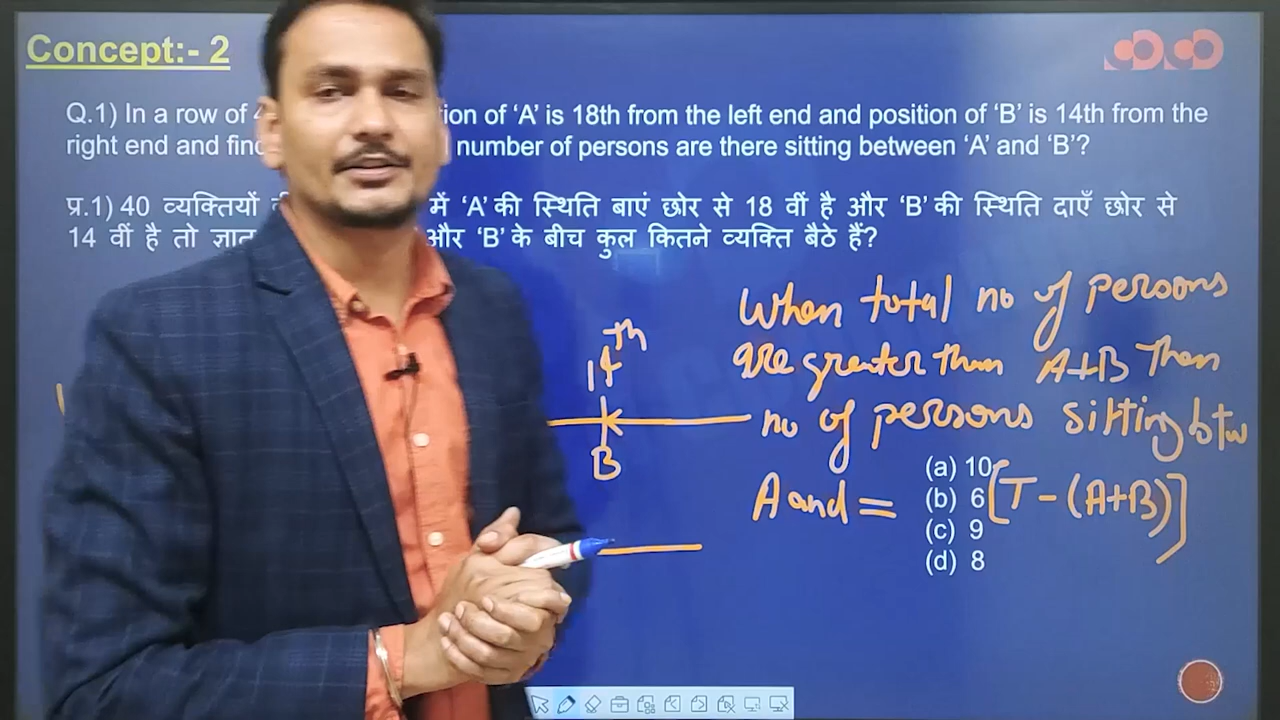 Concept:- 2
Q.1) In a row of 4 tion of ‘A’ is 18th from the left end and position of ‘B’ is 14th from the
right end and find number of persons are there sitting between ‘A’ and ‘B’?
प्र.1) 40 व्यक्तियों में ‘A’ की स्थिति बाएं छोर से 18 वीं है और ‘B’ की स्थिति दाएँ छोर से
14 वीं है तो ज्ञात और ‘B’ के बीच कुल कितने व्यक्ति बैठे हैं?
When total no of persons
are greater than A+B Then
no of persons sitting btw
A and = [T-(A+B)]
14th
B
(a) 10
(b) 6
(c) 9
(d) 8